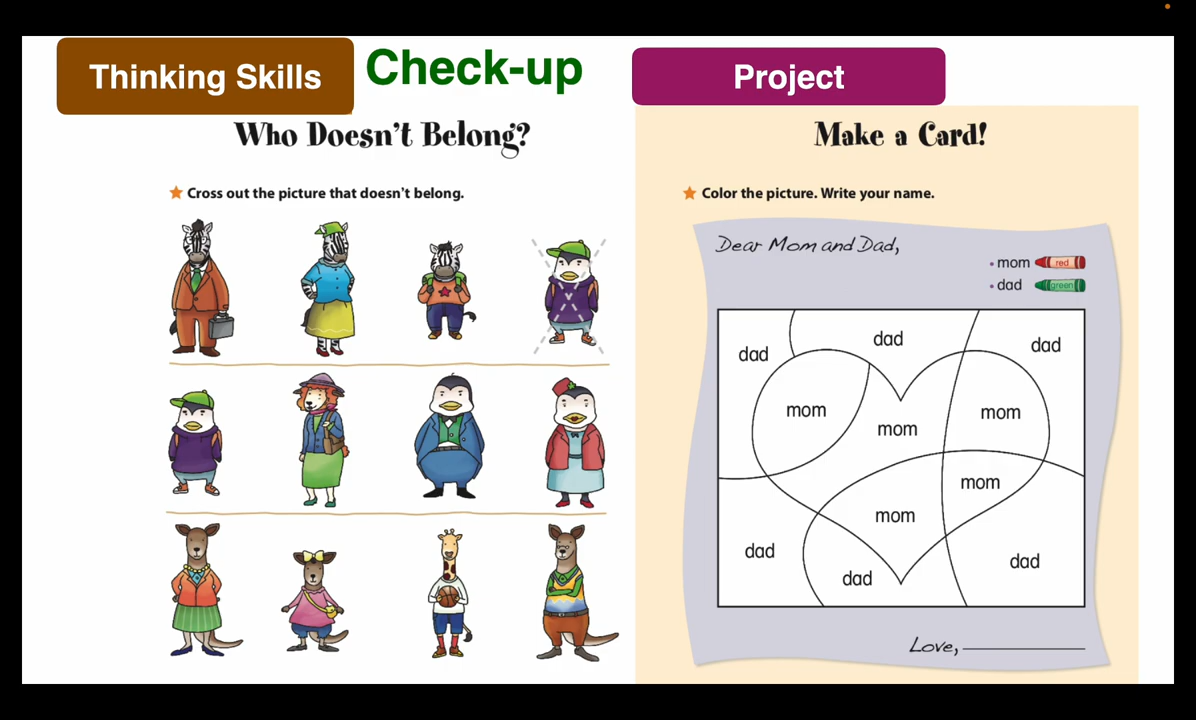 Thinking Skills
Check-up
Who Doesn't Belong?
Cross out the picture that doesn't belong.
Project
Make a Card!
Color the picture. Write your name.
Dear Mom and Dad,
• mom red
• dad green
dad
dad
dad
mom
mom
mom
mom
mom
dad
dad
dad
Love,